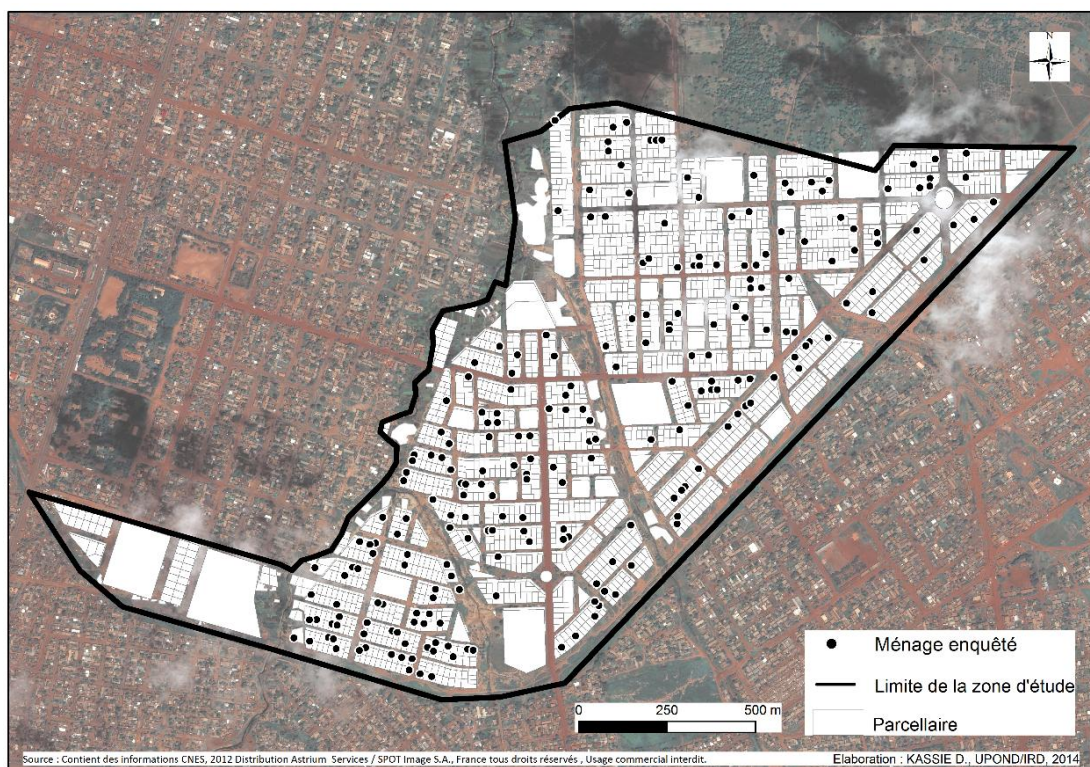 N
Ménage enquêté
Limite de la zone d'étude
Parcellaire
0 250 500 m
Source : Contient des informations CNES, 2012 Distribution Astrium Services / SPOT Image S.A., France tous droits réservés , Usage commercial interdit.
Elaboration : KASSIE D., UPOND/IRD, 2014